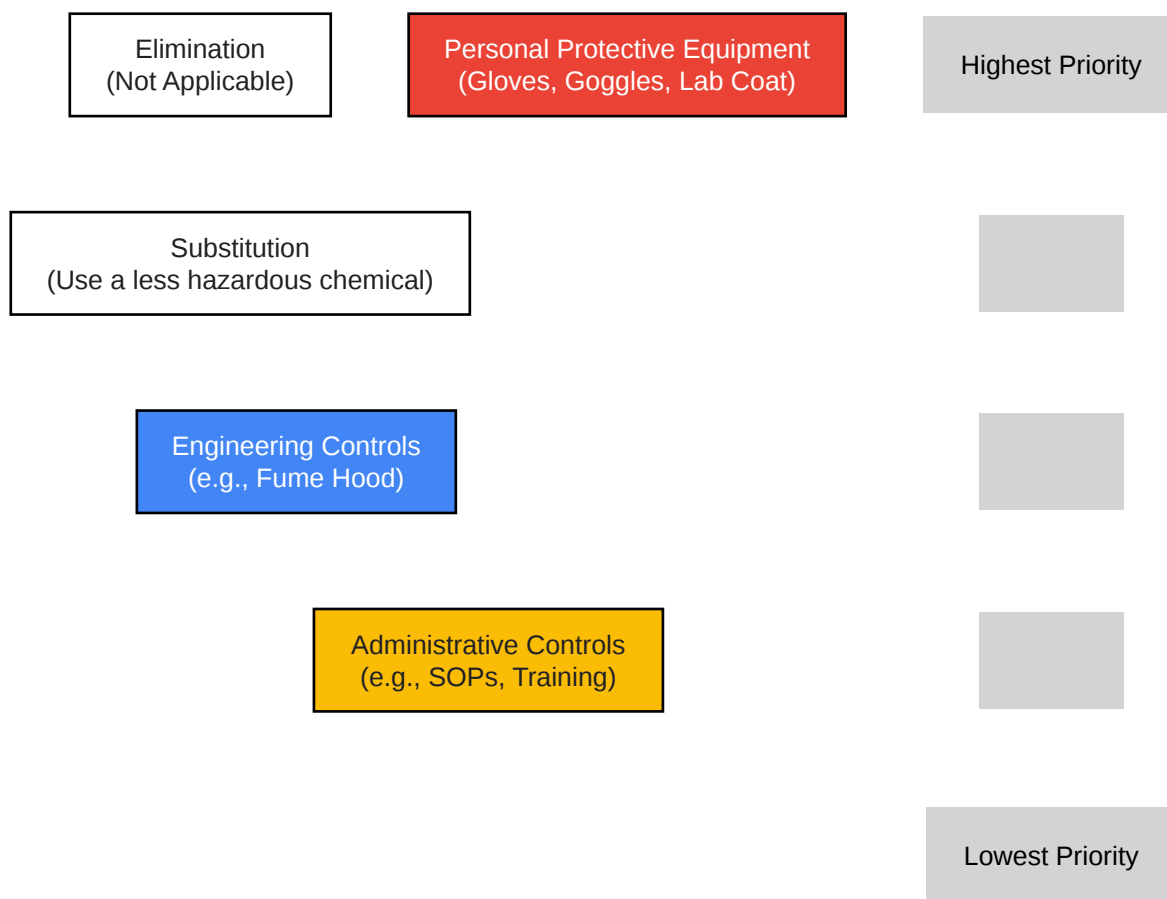 Elimination
(Not Applicable)
Personal Protective Equipment
(Gloves, Goggles, Lab Coat)
Highest Priority
Substitution
(Use a less hazardous chemical)
Engineering Controls
(e.g., Fume Hood)
Administrative Controls
(e.g., SOPs, Training)
Lowest Priority